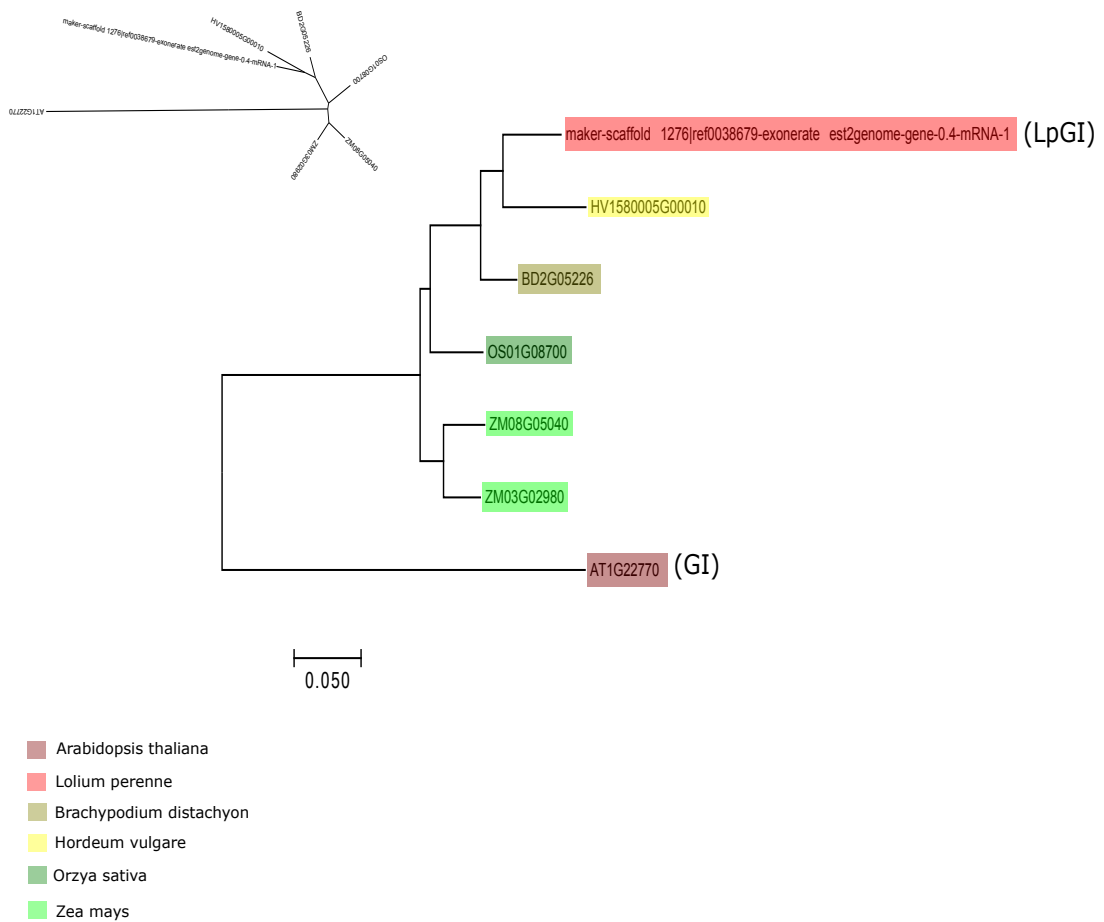 BD2G05226
HV1580005G00010
maker-scaffold 1276|ref0038679-exonerate est2genome-gene-0.4-mRNA-1
OS01G08700
AT1G22770
ZM08G05040
ZM03G02980
maker-scaffold 1276|ref0038679-exonerate est2genome-gene-0.4-mRNA-1 (LpGI)
HV1580005G00010
BD2G05226
OS01G08700
ZM08G05040
ZM03G02980
AT1G22770 (GI)
0.050
Arabidopsis thaliana
Lolium perenne
Brachypodium distachyon
Hordeum vulgare
Orzya sativa
Zea mays